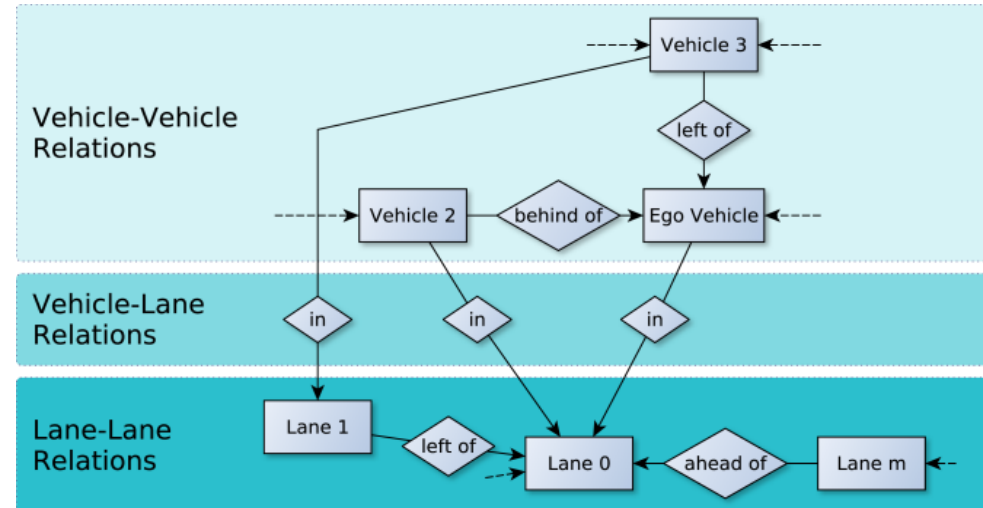 Vehicle 3
Vehicle-Vehicle
Relations
left of
Vehicle 2
behind of
Ego Vehicle
Vehicle-Lane
Relations
in
in
in
Lane-Lane
Relations
Lane 1
left of
Lane 0
ahead of
Lane m